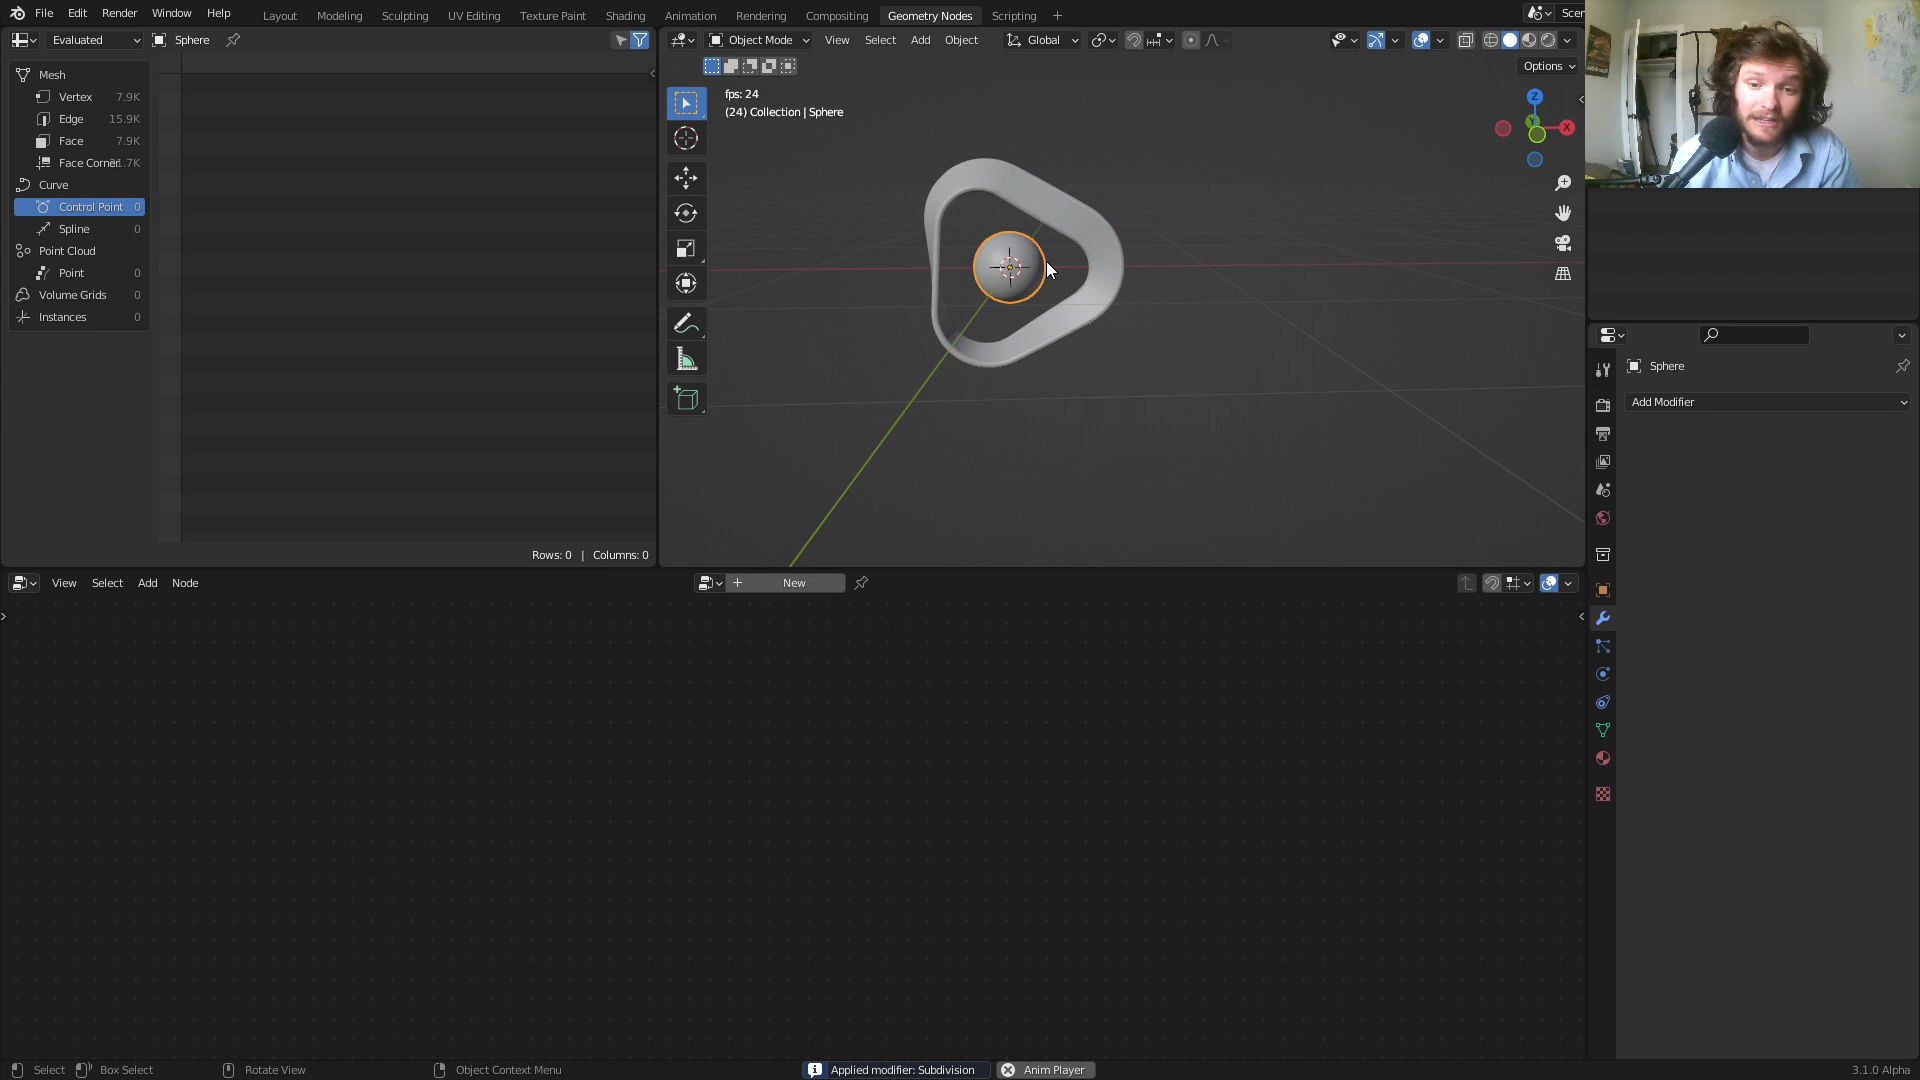 File Edit Render Window Help
Layout Modeling Sculpting UV Editing Texture Paint Shading Animation Rendering Compositing Geometry Nodes Scripting
Scer
Evaluated Sphere
Object Mode View Select Add Object Global
Options
Mesh
Vertex 7.9K
Edge 15.9K
Face 7.9K
Face Corner
Curve
Control Point 0
Spline 0
Point Cloud
Point 0
Volume Grids 0
Instances 0
fps: 24
(24) Collection | Sphere
Z
X
Sphere
Add Modifier
Rows: 0 | Columns: 0
View Select Add Node New
Select Box Select Rotate View Object Context Menu Applied modifier: Subdivision Anim Player 3.1.0 Alpha